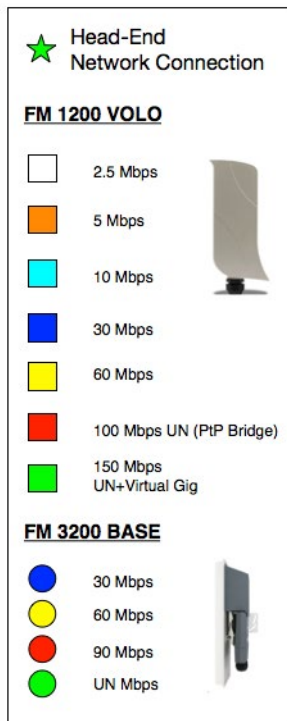 Head-End
Network Connection
FM 1200 VOLO
2.5 Mbps
5 Mbps
10 Mbps
30 Mbps
60 Mbps
100 Mbps UN (PtP Bridge)
150 Mbps
UN+Virtual Gig
FM 3200 BASE
30 Mbps
60 Mbps
90 Mbps
UN Mbps